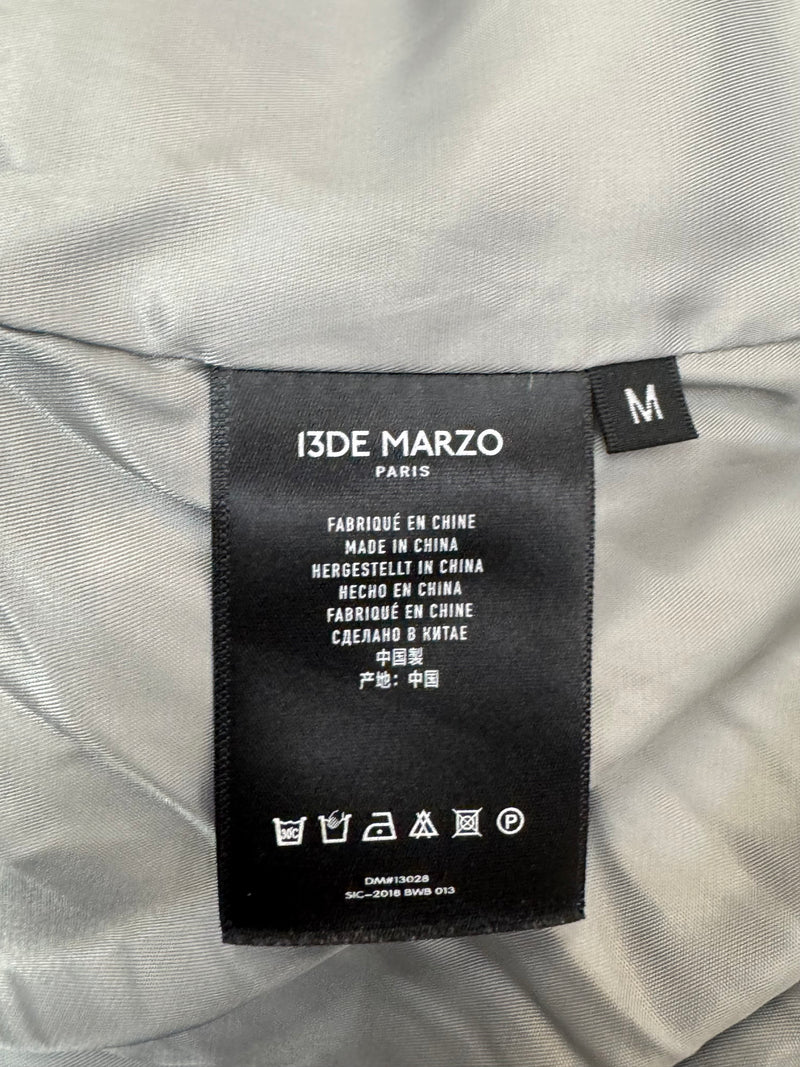 13DE MARZO
PARIS
M
FABRIQUÉ EN CHINE
MADE IN CHINA
HERGESTELLT IN CHINA
HECHO EN CHINA
FABRIQUÉ EN CHINE
СДЕЛАНО В КИТАЕ
中国製
产地：中国
30C
P
DM#13028
SIC-2018 BWB 013